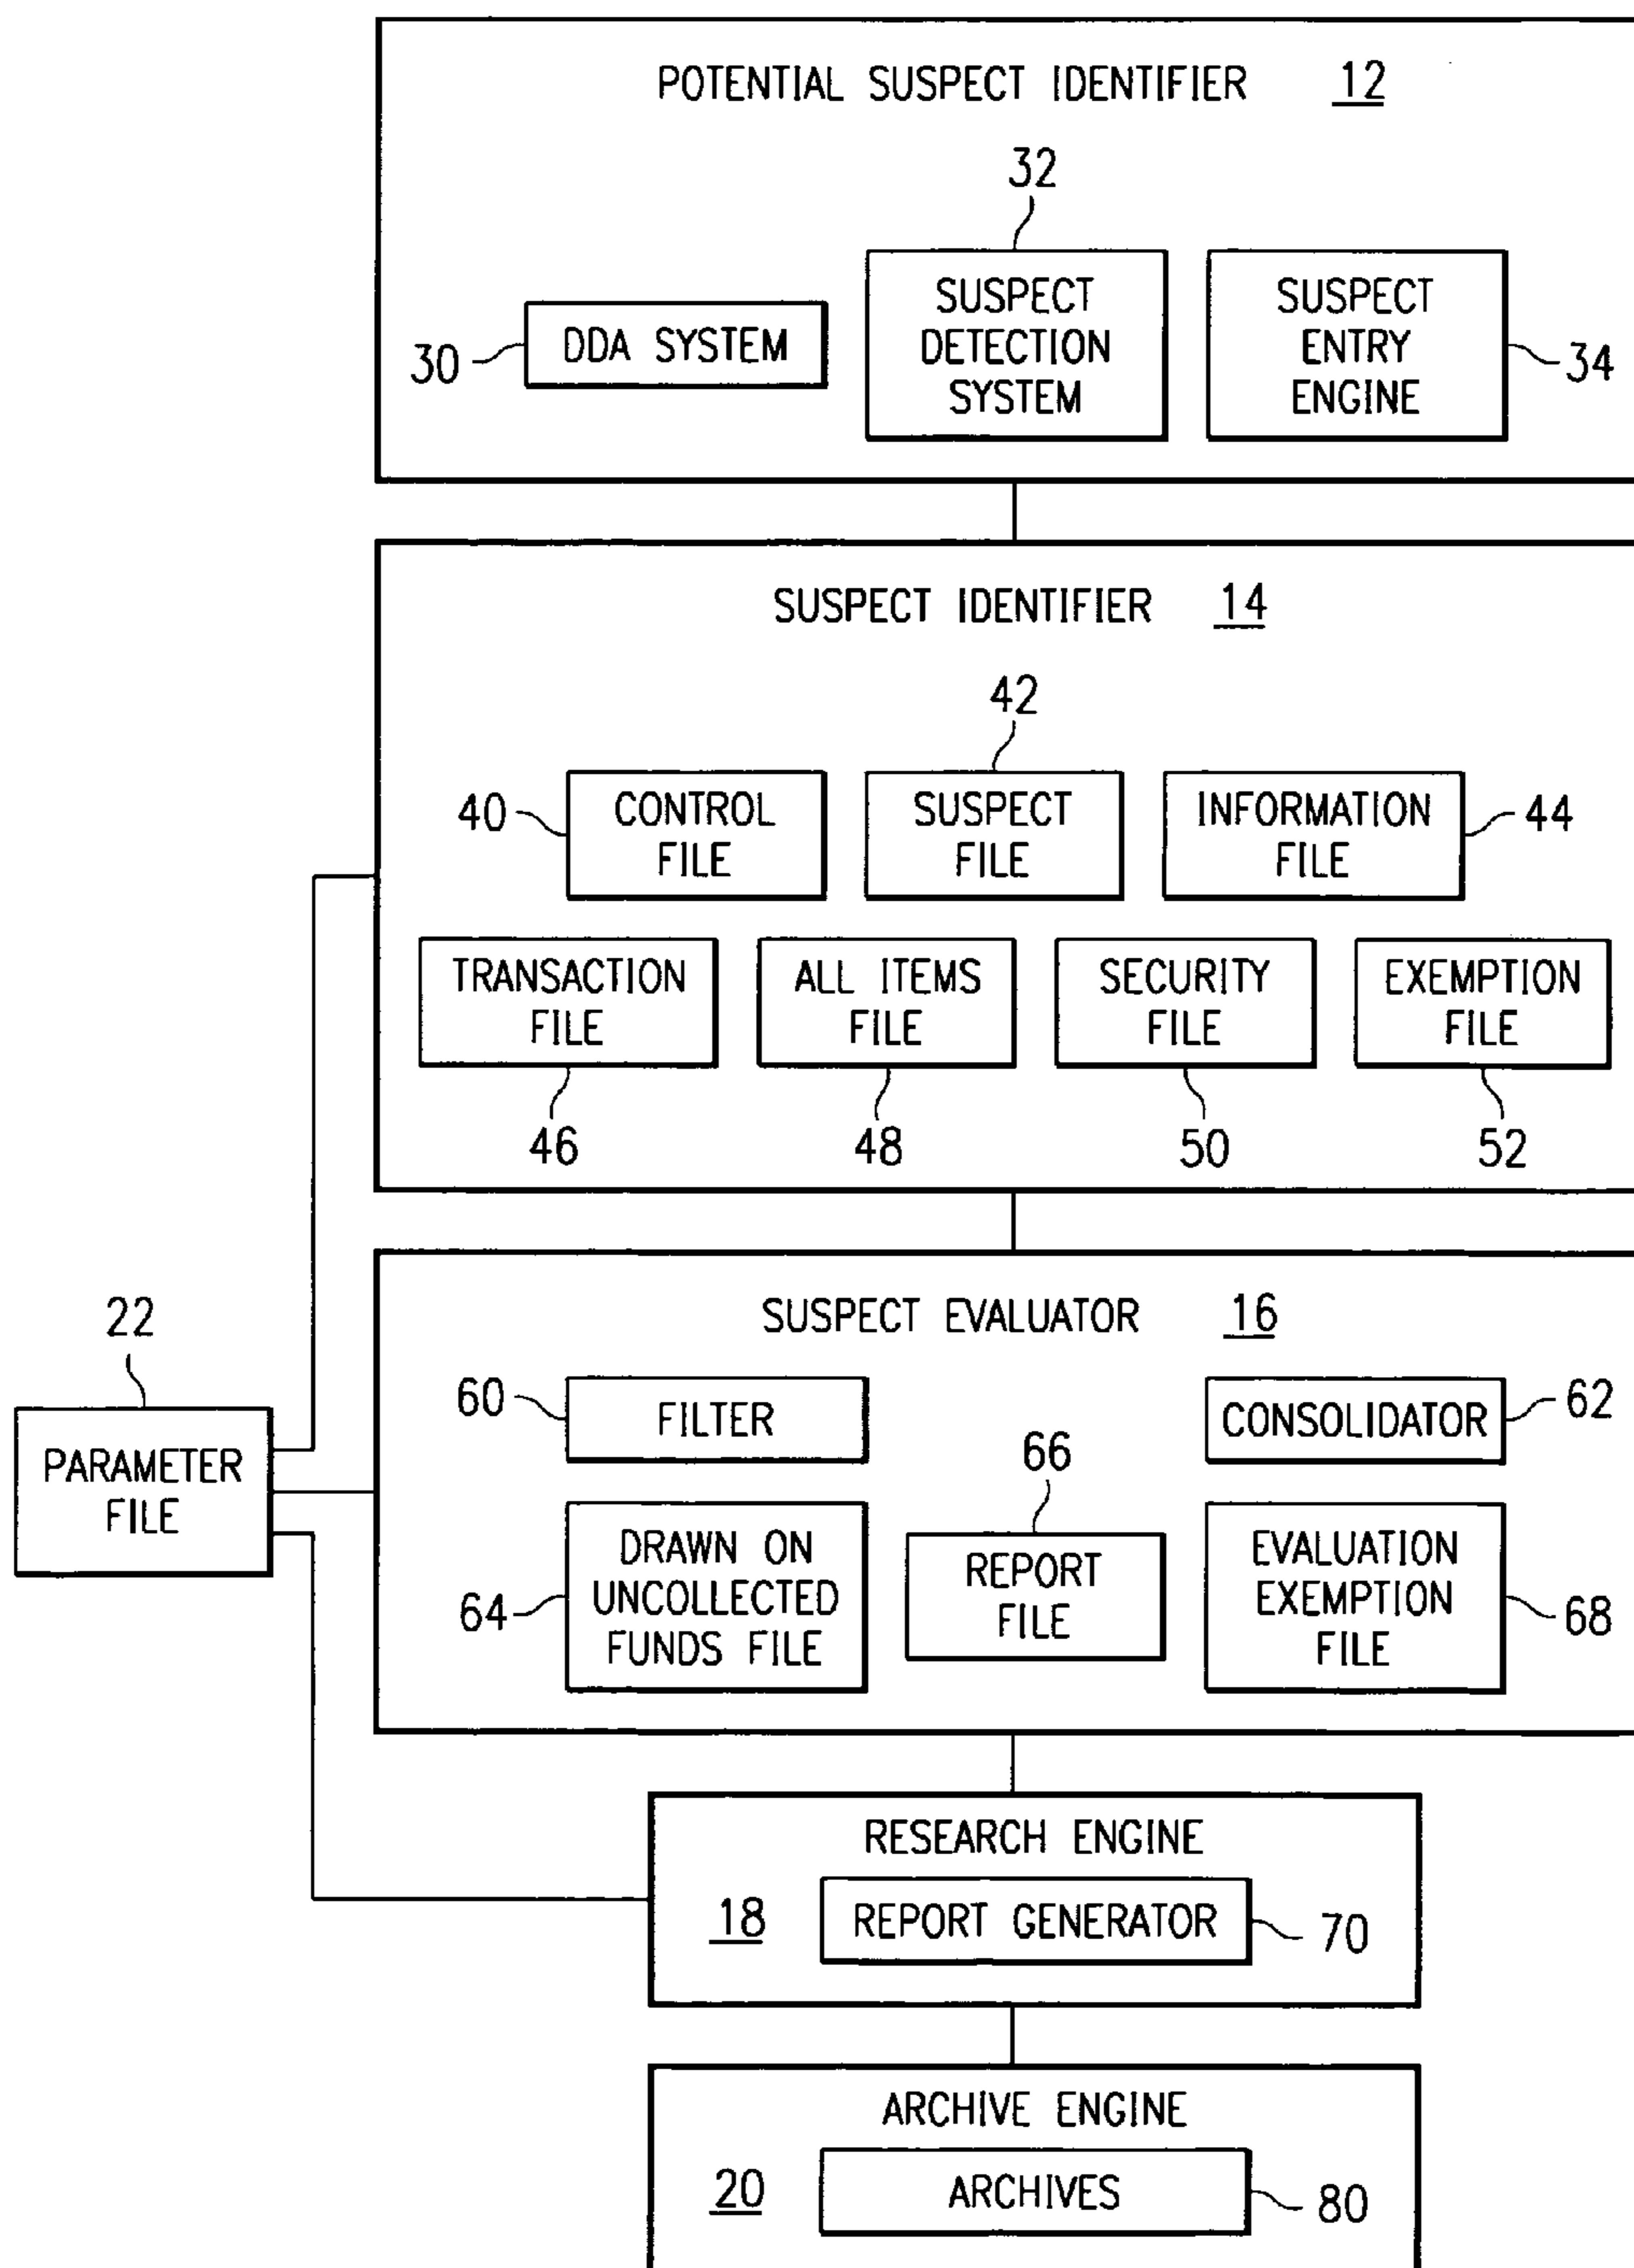 POTENTIAL SUSPECT IDENTIFIER 12
32
30
DDA SYSTEM
SUSPECT
DETECTION
SYSTEM
SUSPECT
ENTRY
ENGINE
34
SUSPECT IDENTIFIER 14
42
40
CONTROL
FILE
SUSPECT
FILE
INFORMATION
FILE
44
TRANSACTION
FILE
ALL ITEMS
FILE
SECURITY
FILE
EXEMPTION
FILE
46
48
50
52
22
PARAMETER
FILE
SUSPECT EVALUATOR 16
60
FILTER
CONSOLIDATOR
62
66
64
DRAWN ON
UNCOLLECTED
FUNDS FILE
REPORT
FILE
EVALUATION
EXEMPTION
FILE
68
RESEARCH ENGINE
18
REPORT GENERATOR
70
ARCHIVE ENGINE
20
ARCHIVES
80